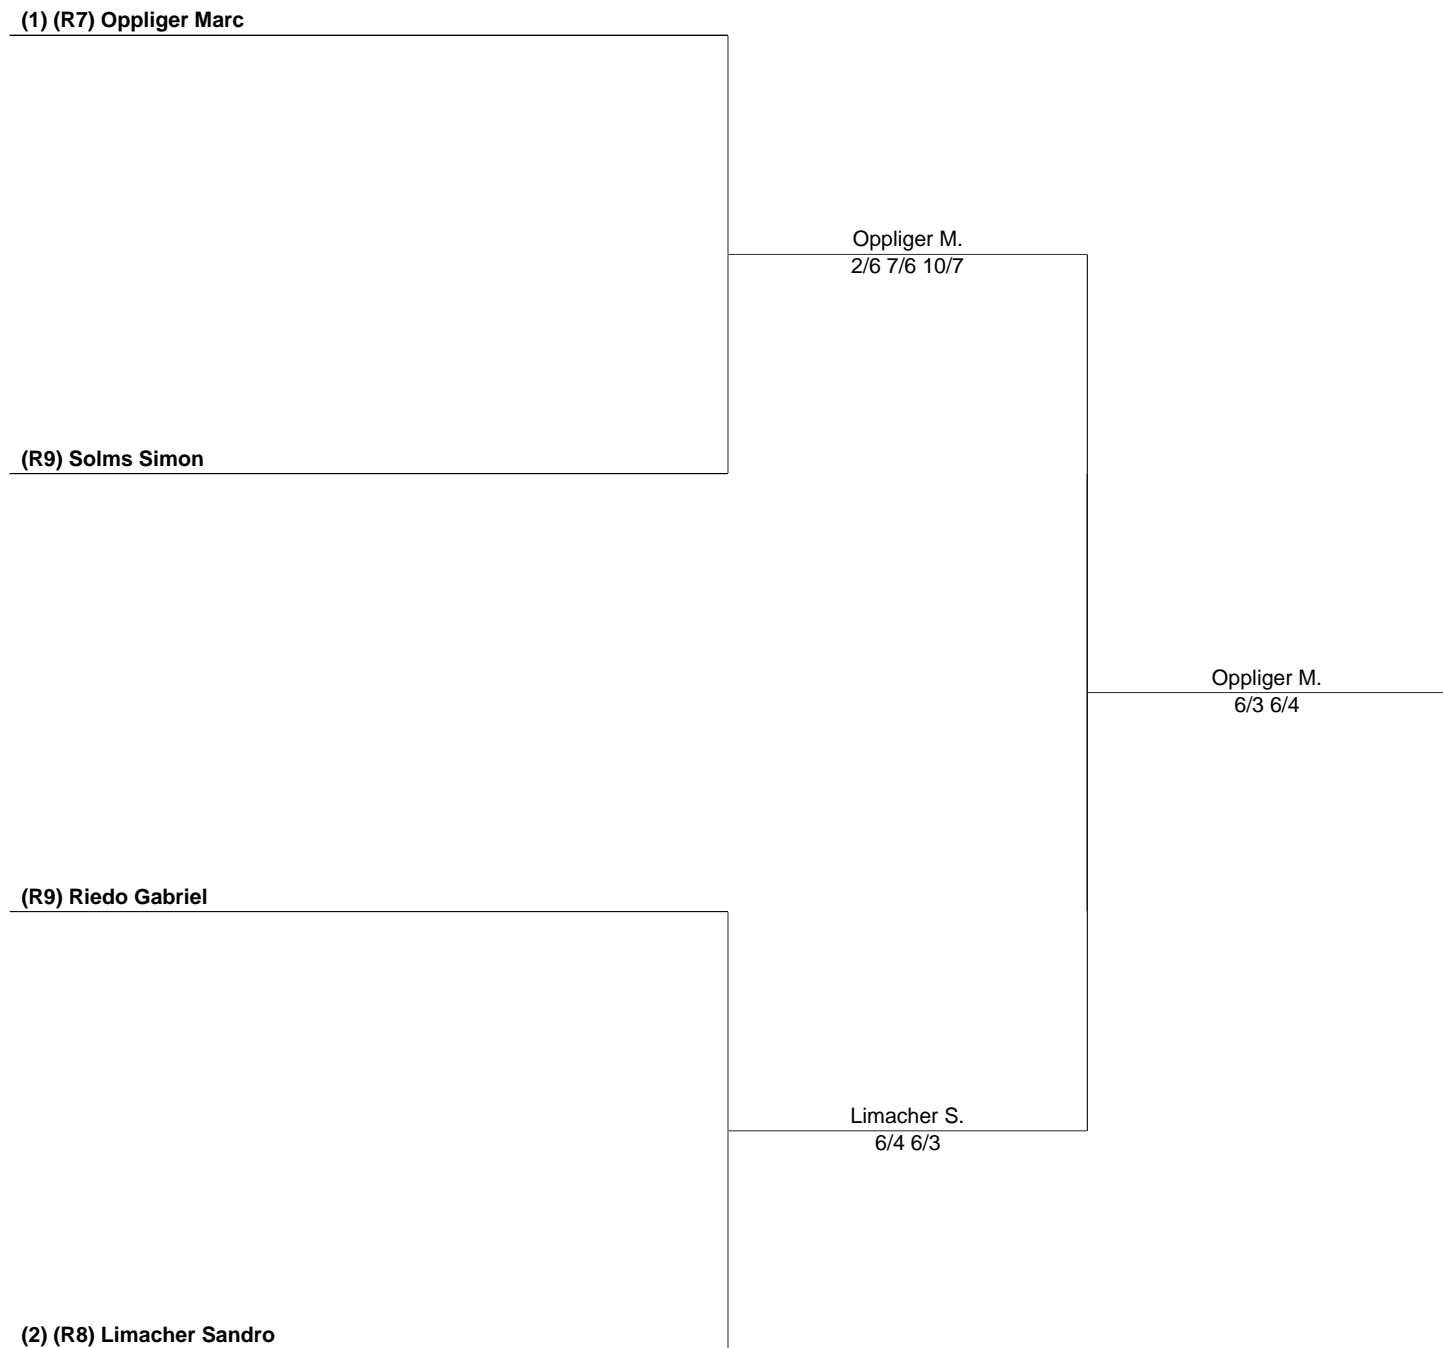 (1) (R7) Oppliger Marc
Oppliger M.
2/6 7/6 10/7
(R9) Solms Simon
Oppliger M.
6/3 6/4
(R9) Riedo Gabriel
Limacher S.
6/4 6/3
(2) (R8) Limacher Sandro